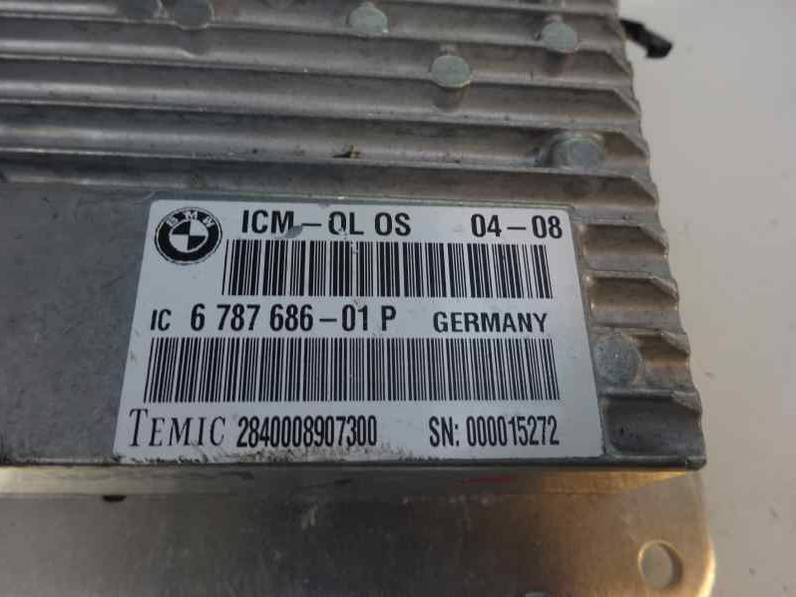 BMW
ICM-QL OS 04-08
IC 6 787 686-01 P GERMANY
TEMIC 2840008907300 SN: 000015272